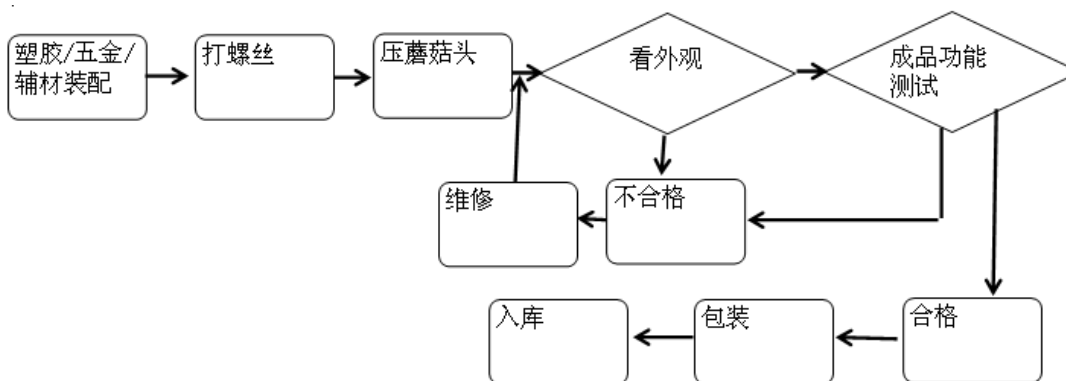 塑胶/五金/
辅材装配
打螺丝
压蘑菇头
看外观
成品功能
测试
维修
不合格
入库
包装
合格